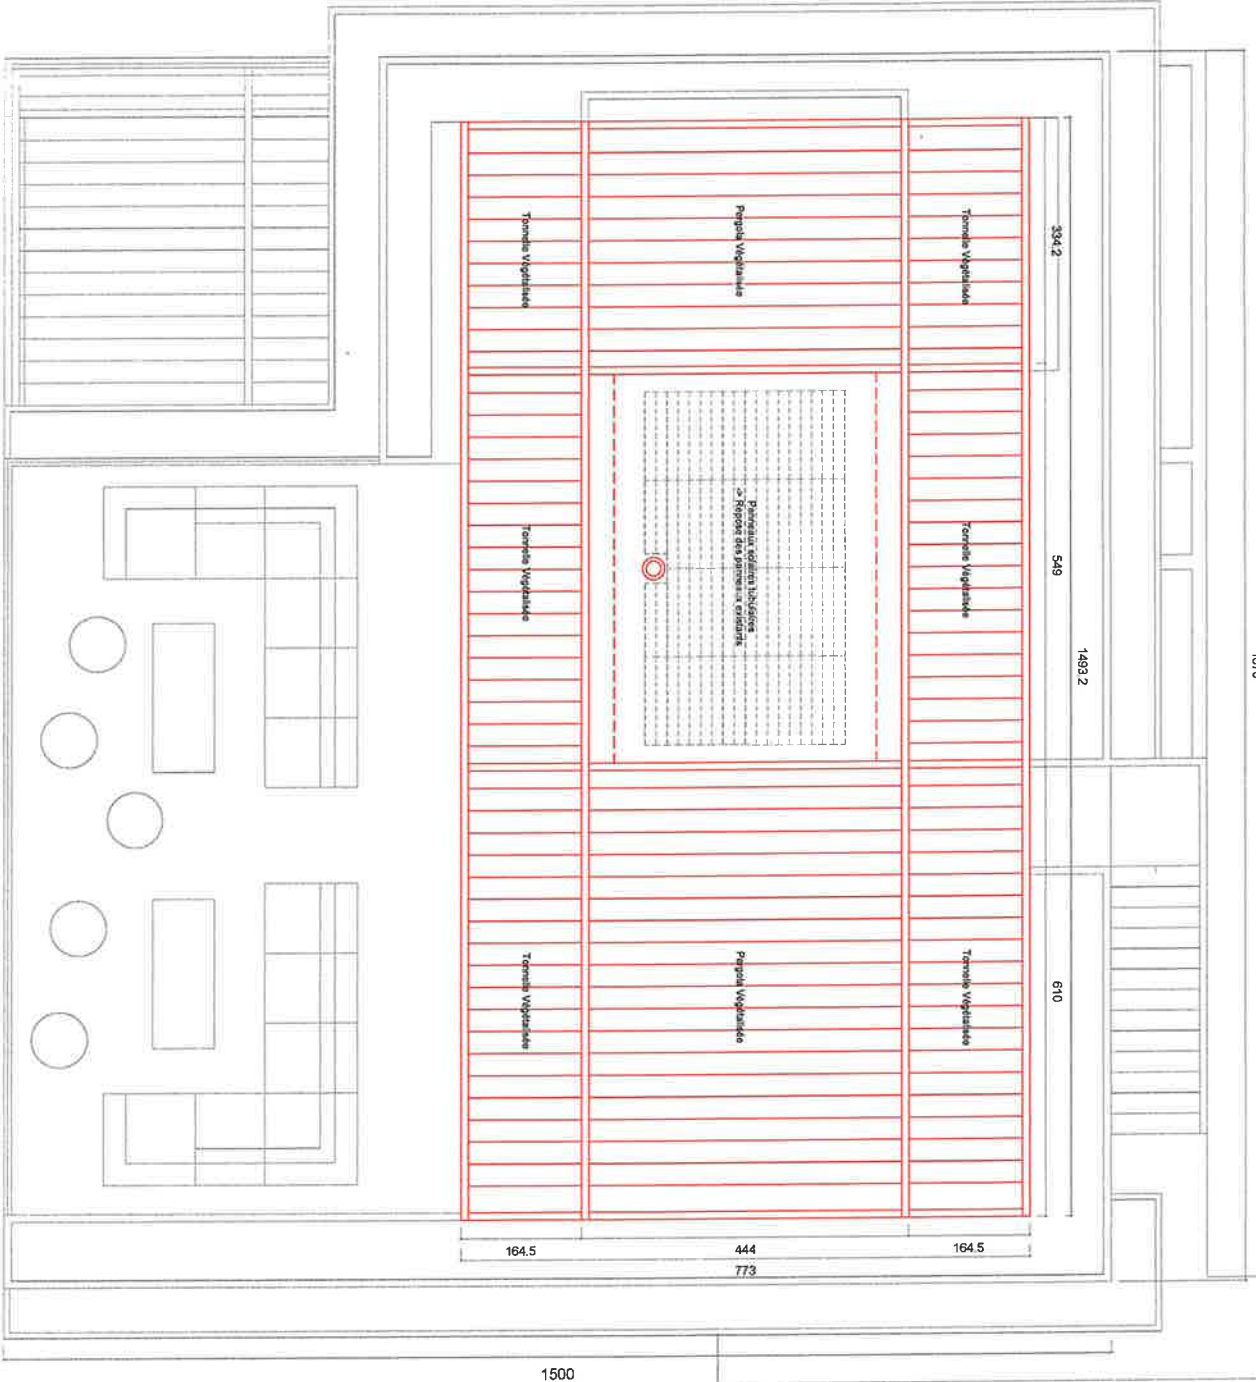 Tonnelle Végétalisée
Pergola Végétalisée
Tonnelle Végétalisée
334.2
Panneaux solaires tubulaires
-> Repose des panneaux existants
Tonnelle Végétalisée
Tonnelle Végétalisée
549
1493.2
Tonnelle Végétalisée
Pergola Végétalisée
Tonnelle Végétalisée
610
164.5
444
164.5
773
1500